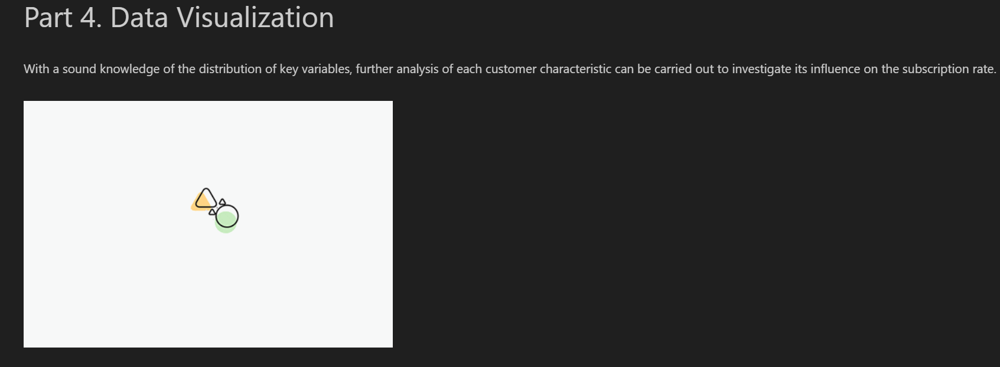 Part 4. Data Visualization
With a sound knowledge of the distribution of key variables, further analysis of each customer characteristic can be carried out to investigate its influence on the subscription rate.